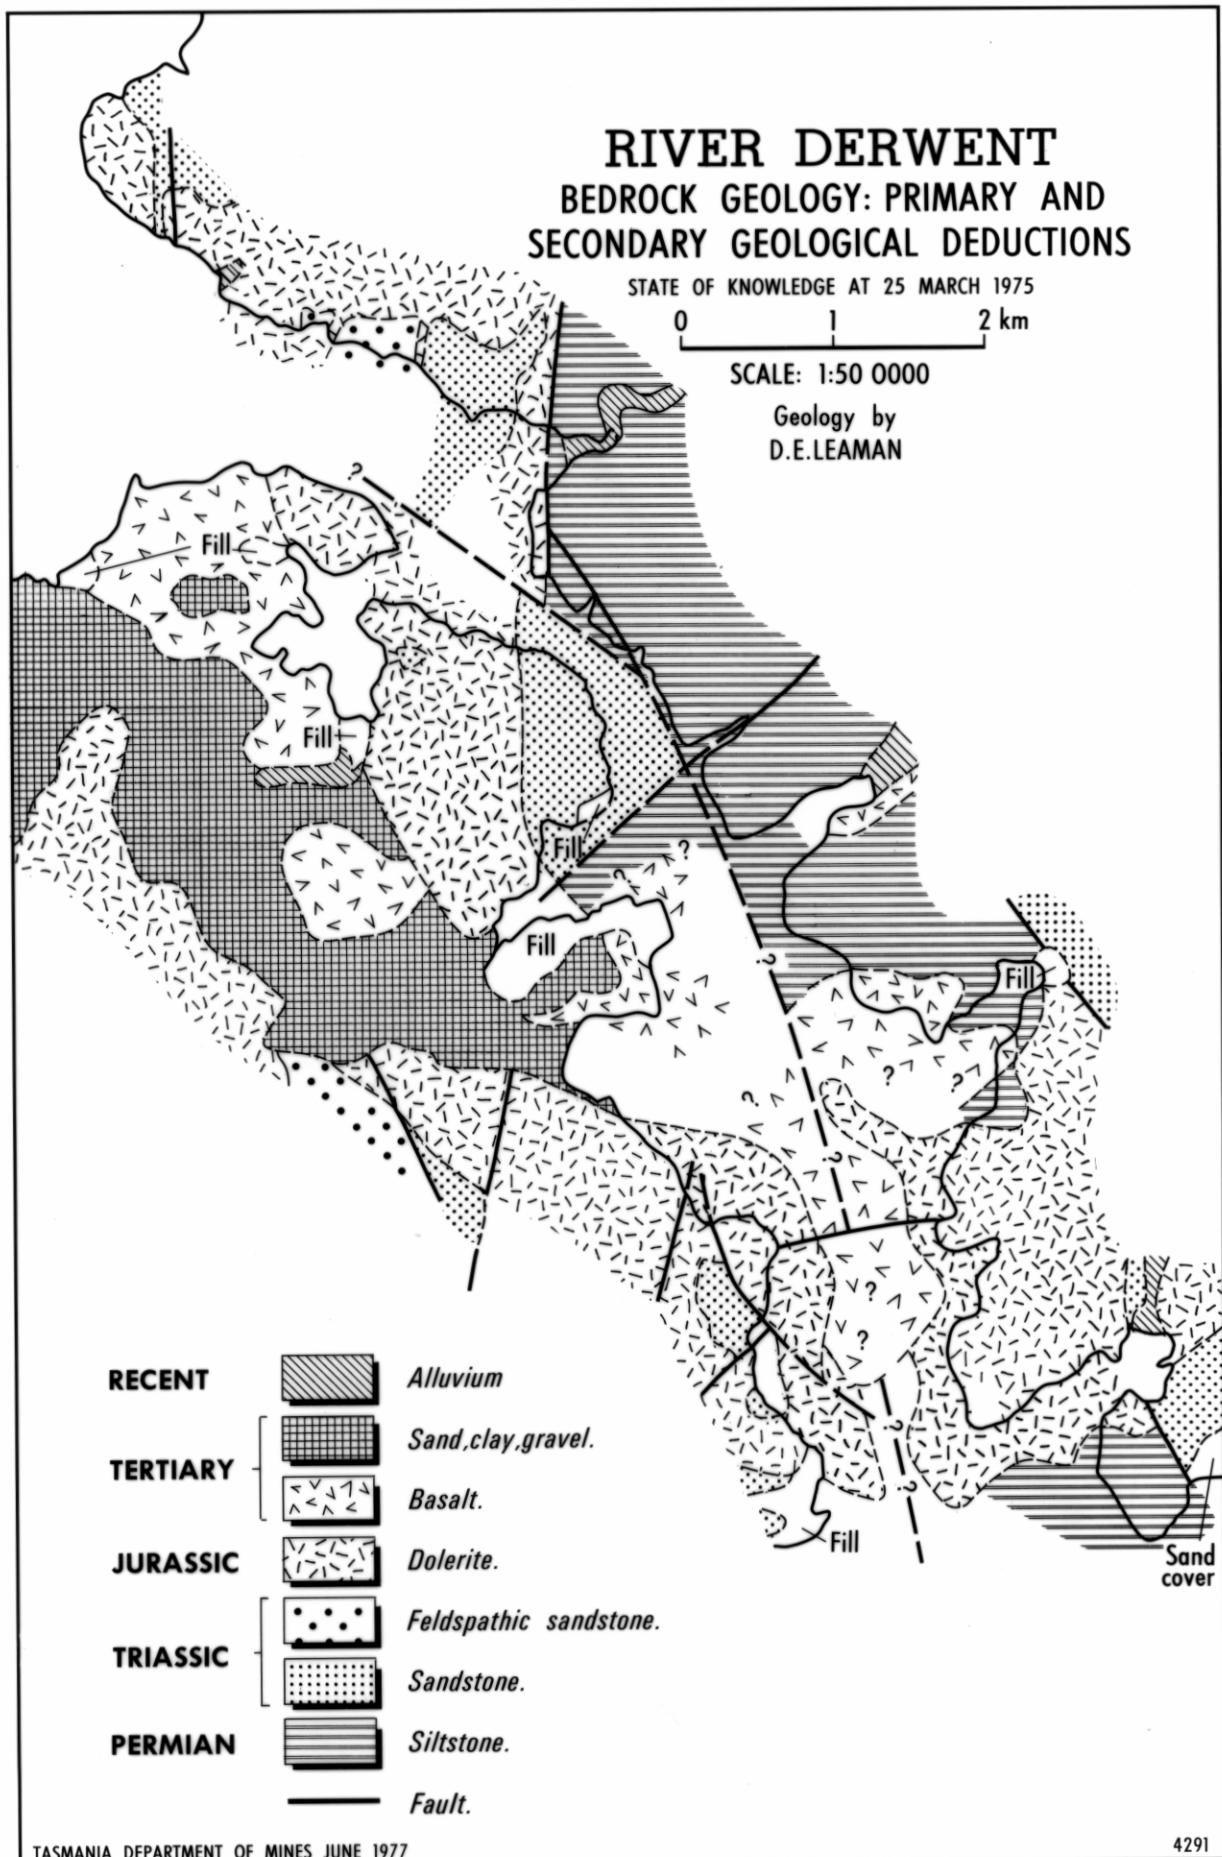 RIVER DERWENT
BEDROCK GEOLOGY: PRIMARY AND
SECONDARY GEOLOGICAL DEDUCTIONS
STATE OF KNOWLEDGE AT 25 MARCH 1975
0 1 2 km
SCALE: 1:50 0000
Geology by
D.E.LEAMAN
?
Fill
Fill
Fill
?
?
Fill
?
Fill
?
?
?
?
?
?
?
?
Fill
Sand
cover
RECENT Alluvium
TERTIARY
Sand,clay,gravel.
Basalt.
JURASSIC Dolerite.
TRIASSIC
Feldspathic sandstone.
Sandstone.
PERMIAN Siltstone.
Fault.
TASMANIA DEPARTMENT OF MINES JUNE 1977
4291